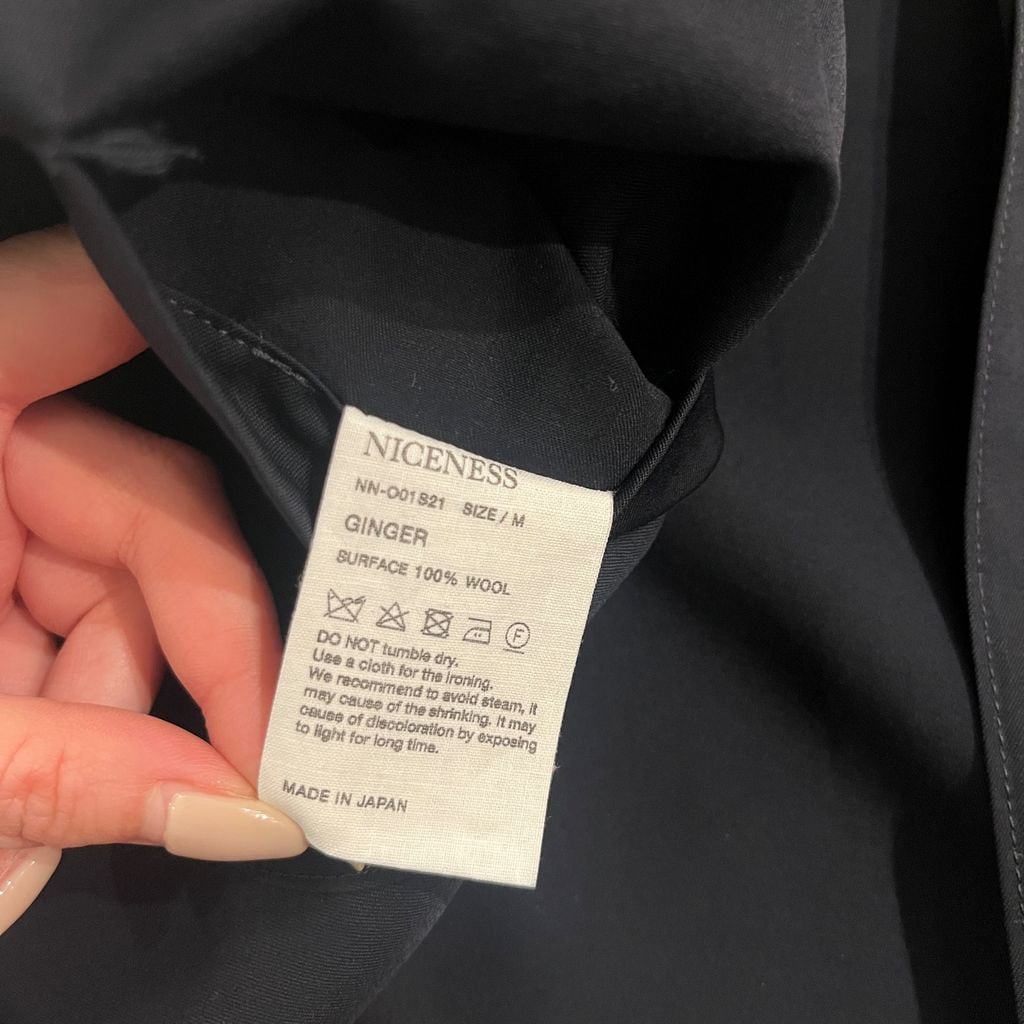 NICENESS
NN-O01S21 SIZE / M
GINGER
SURFACE 100% WOOL
F
DO NOT tumble dry.
Use a cloth for the ironing.
We recommend to avoid steam, it
may cause of the shrinking. It may
cause of discoloration by exposing
to light for long time.
MADE IN JAPAN